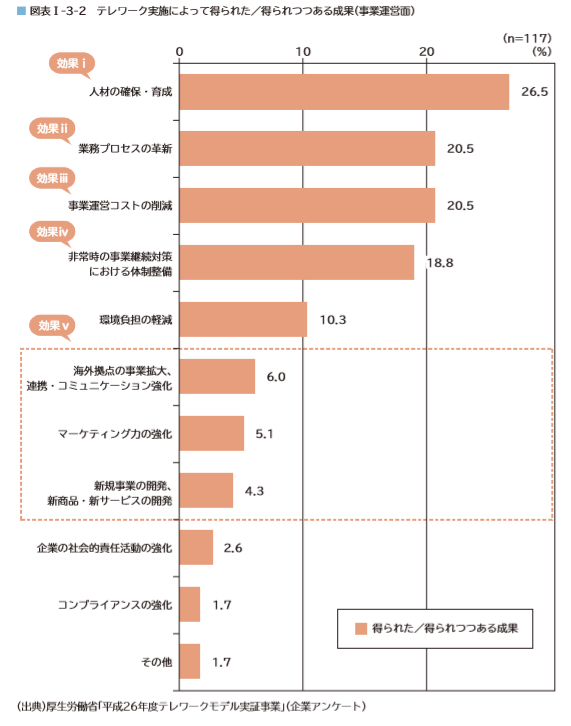 図表Ⅰ-3-2 テレワーク実施によって得られた／得られつつある成果(事業運営面)
(n=117)
0 10 20 (%)
効果ⅰ
人材の確保・育成 26.5
効果ⅱ
業務プロセスの革新 20.5
効果ⅲ
事業運営コストの削減 20.5
効果ⅳ
非常時の事業継続対策
における体制整備 18.8
環境負担の軽減 10.3
効果ⅴ
海外拠点の事業拡大、
連携・コミュニケーション強化 6.0
マーケティング力の強化 5.1
新規事業の開発、
新商品・新サービスの開発 4.3
企業の社会的責任活動の強化 2.6
コンプライアンスの強化 1.7
その他 1.7
得られた／得られつつある成果
(出典)厚生労働省「平成26年度テレワークモデル実証事業」(企業アンケート)